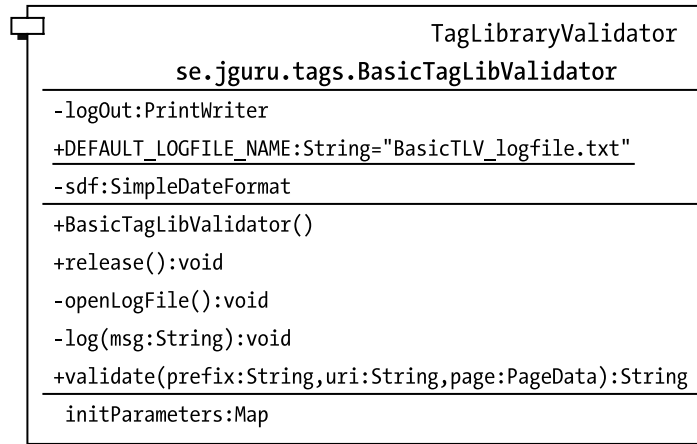 TagLibraryValidator
se.jguru.tags.BasicTagLibValidator
-logOut:PrintWriter
+DEFAULT_LOGFILE_NAME:String="BasicTLV_logfile.txt"
-sdf:SimpleDateFormat
+BasicTagLibValidator()
+release():void
-openLogFile():void
-log(msg:String):void
+validate(prefix:String,uri:String,page:PageData):String
initParameters:Map